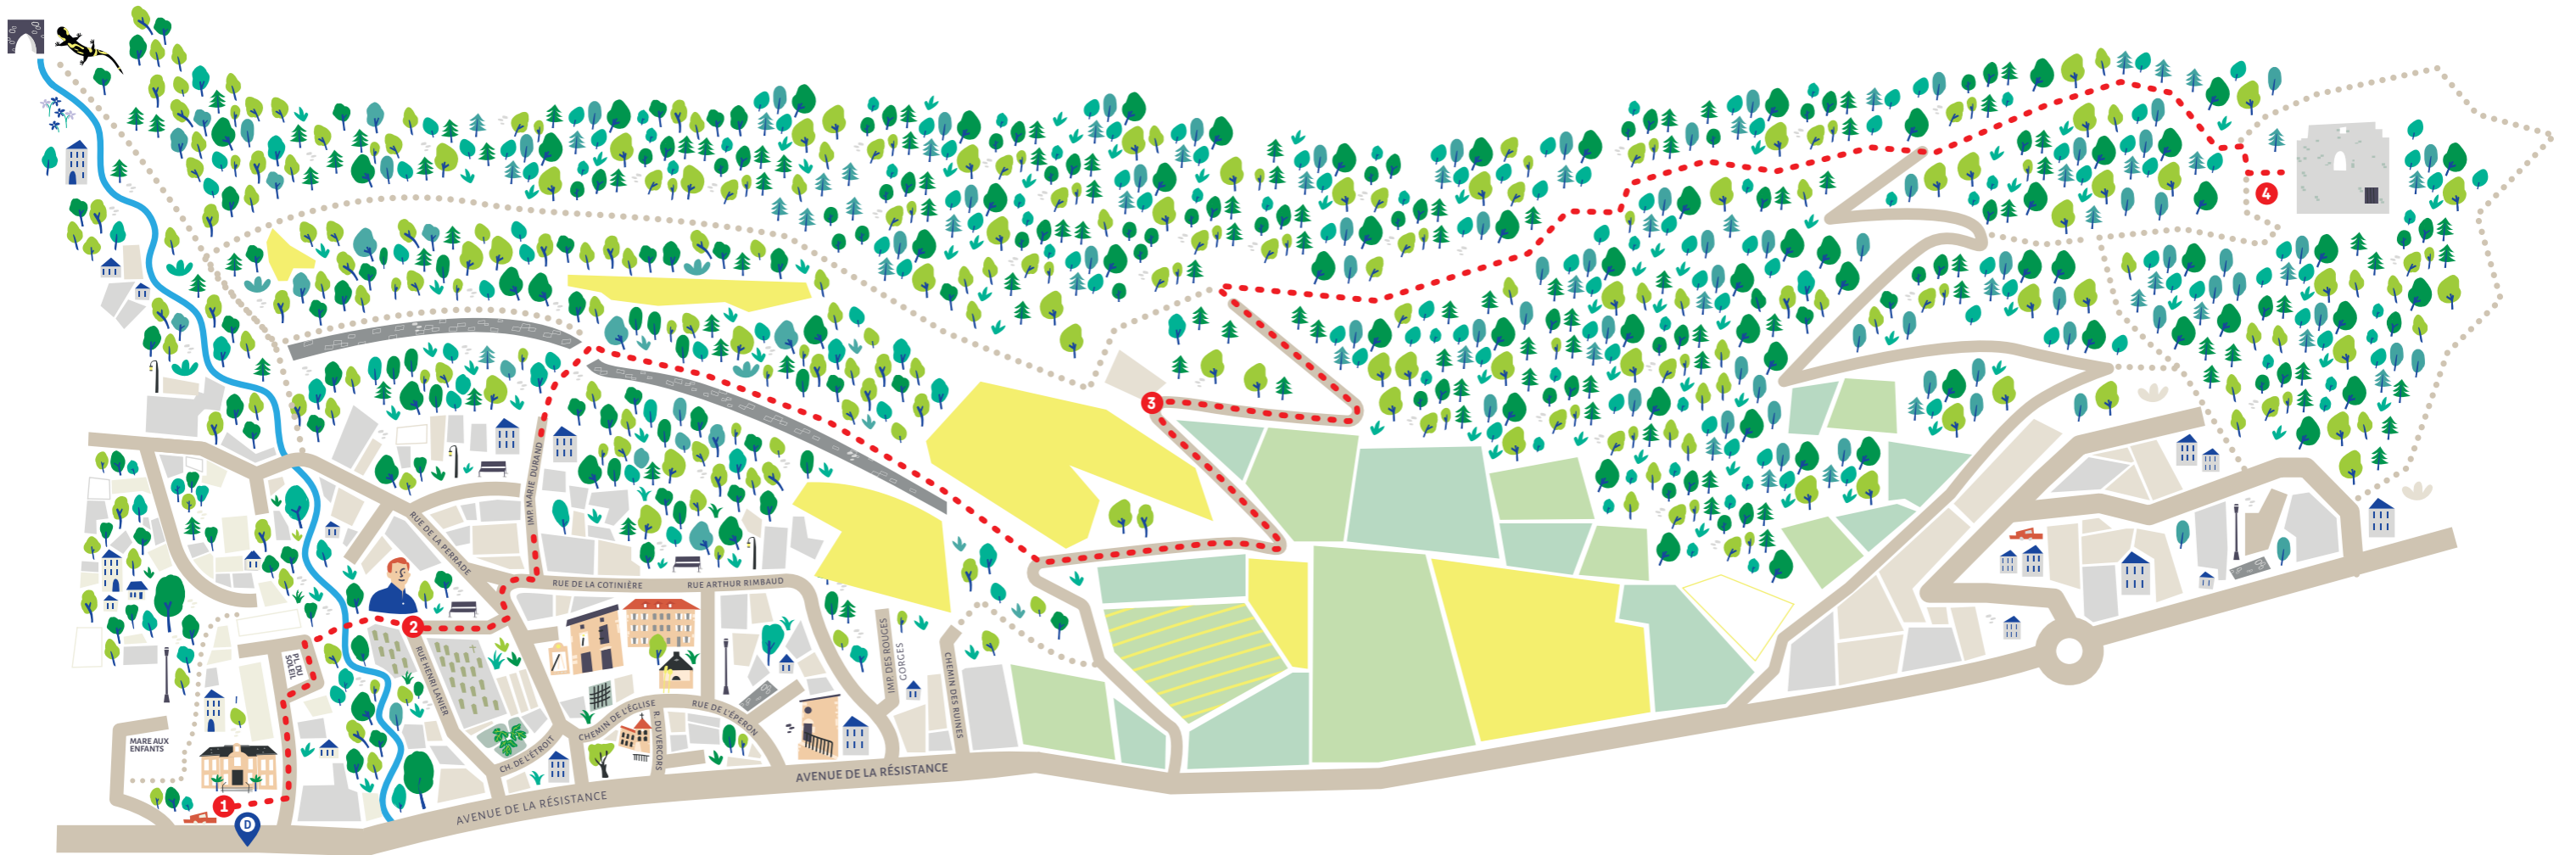 4
3
IMP. MARIE DURAND
RUE DE LA PERRADE
RUE DE LA COTINIÈRE
RUE ARTHUR RIMBAUD
2
PL. DU
SOLEIL
RUE HENRI LANIER
IMP. DES ROUGES
GORGES
CHEMIN DES RUINES
CHEMIN DE L'ÉGLISE
R. DU VERCORS
RUE DE L'ÉPERON
CH. DE L'ÉTROIT
MARE AUX
ENFANTS
AVENUE DE LA RÉSISTANCE
AVENUE DE LA RÉSISTANCE
1
D